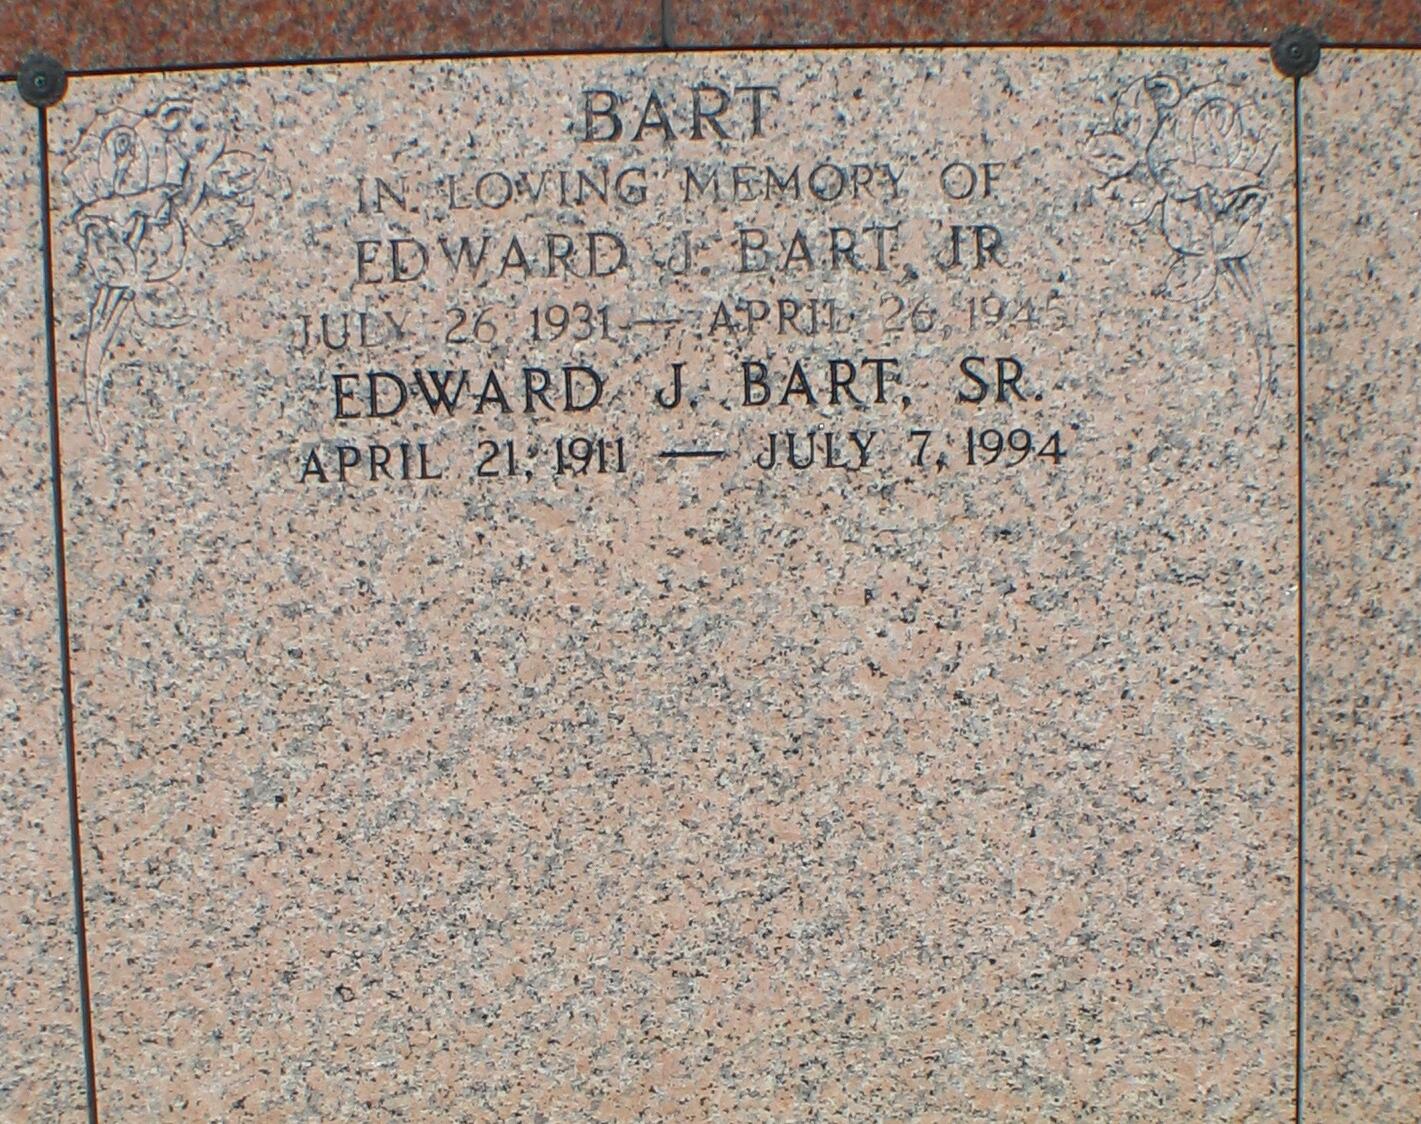 BART
IN LOVING MEMORY OF
EDWARD J. BART, JR.
JULY 26, 1931 — APRIL 26, 1945
EDWARD J. BART, SR.
APRIL 21, 1911 — JULY 7, 1994